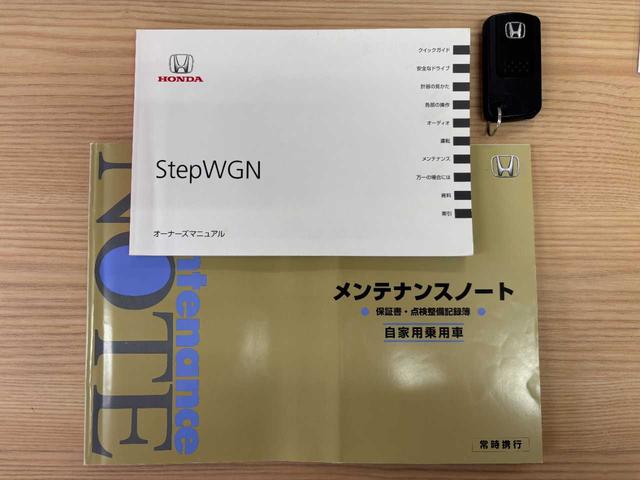 HONDA
StepWGN
オーナーズマニュアル
クイックガイド
安全なドライブ
計器の見かた
各部の操作
オーディオ
運転
メンテナンス
万一の場合には
資料
索引
Maintenance
NOTE
メンテナンスノート
保証書・点検整備記録簿
自家用乗用車
常時携行